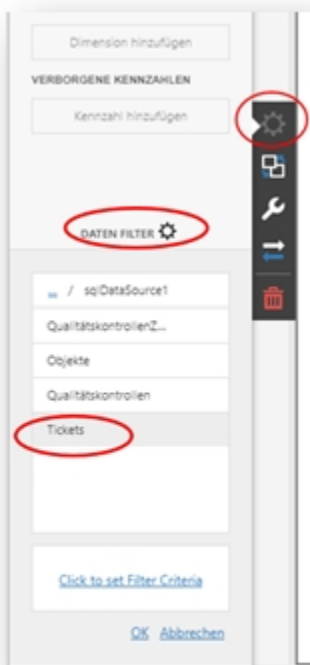 Dimension hinzufügen
VERBORGENE KENNZAHLEN
Kennzahl hinzufügen
DATEN FILTER
... / sqlDataSource1
QualitätskontrollenZ...
Objekte
Qualitätskontrollen
Tickets
Click to set Filter Criteria
OK Abbrechen